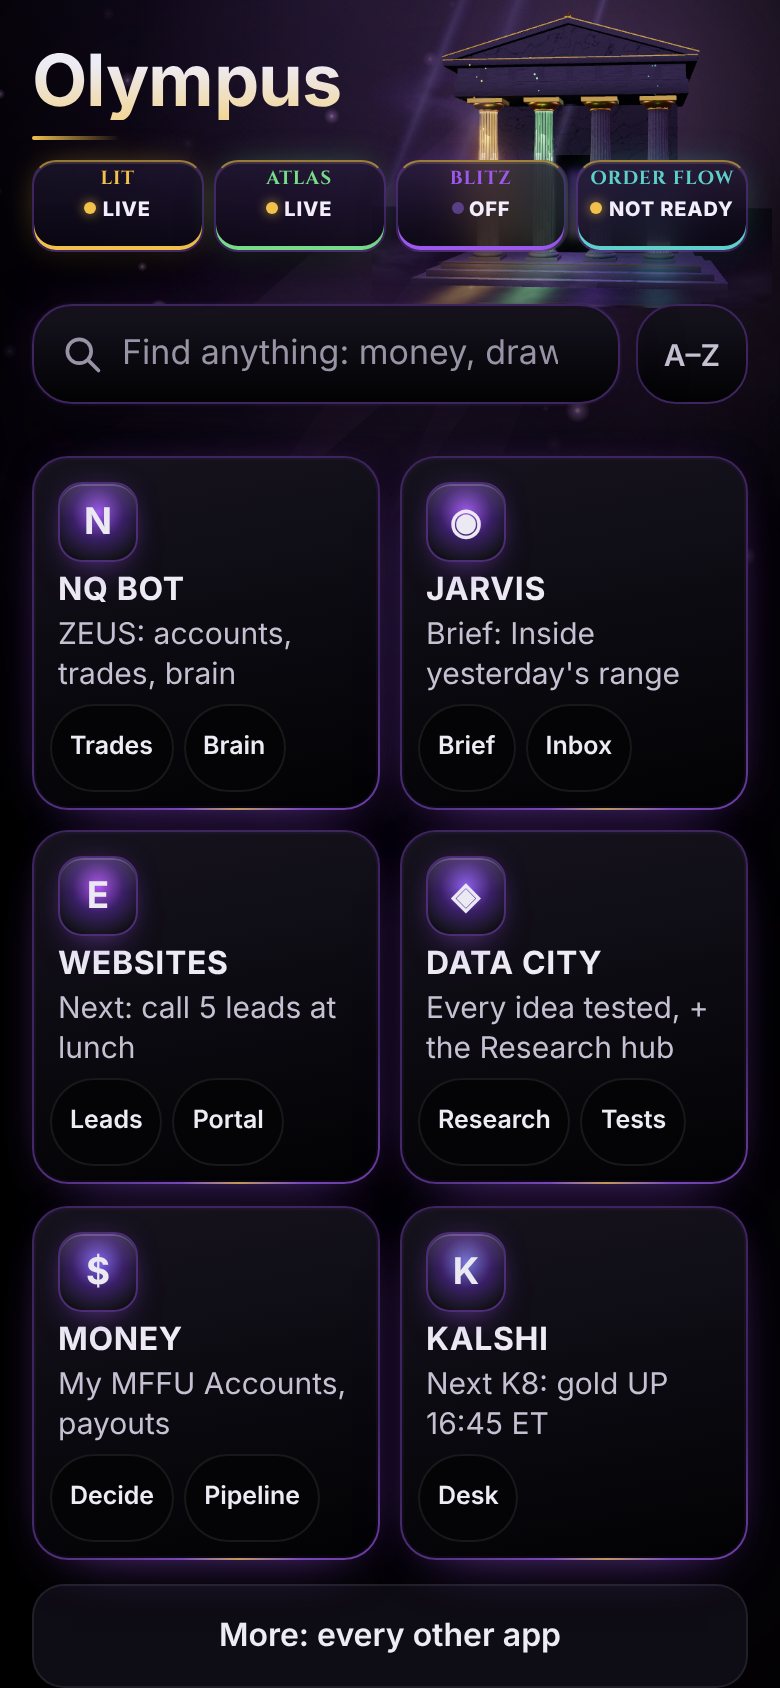 Olympus
LIT
LIVE
ATLAS
LIVE
BLITZ
OFF
ORDER FLOW
NOT READY
Find anything: money, draw
A–Z
N
NQ BOT
ZEUS: accounts,
trades, brain
Trades
Brain
JARVIS
Brief: Inside
yesterday's range
Brief
Inbox
E
WEBSITES
Next: call 5 leads at
lunch
Leads
Portal
DATA CITY
Every idea tested, +
the Research hub
Research
Tests
$
MONEY
My MFFU Accounts,
payouts
Decide
Pipeline
K
KALSHI
Next K8: gold UP
16:45 ET
Desk
More: every other app